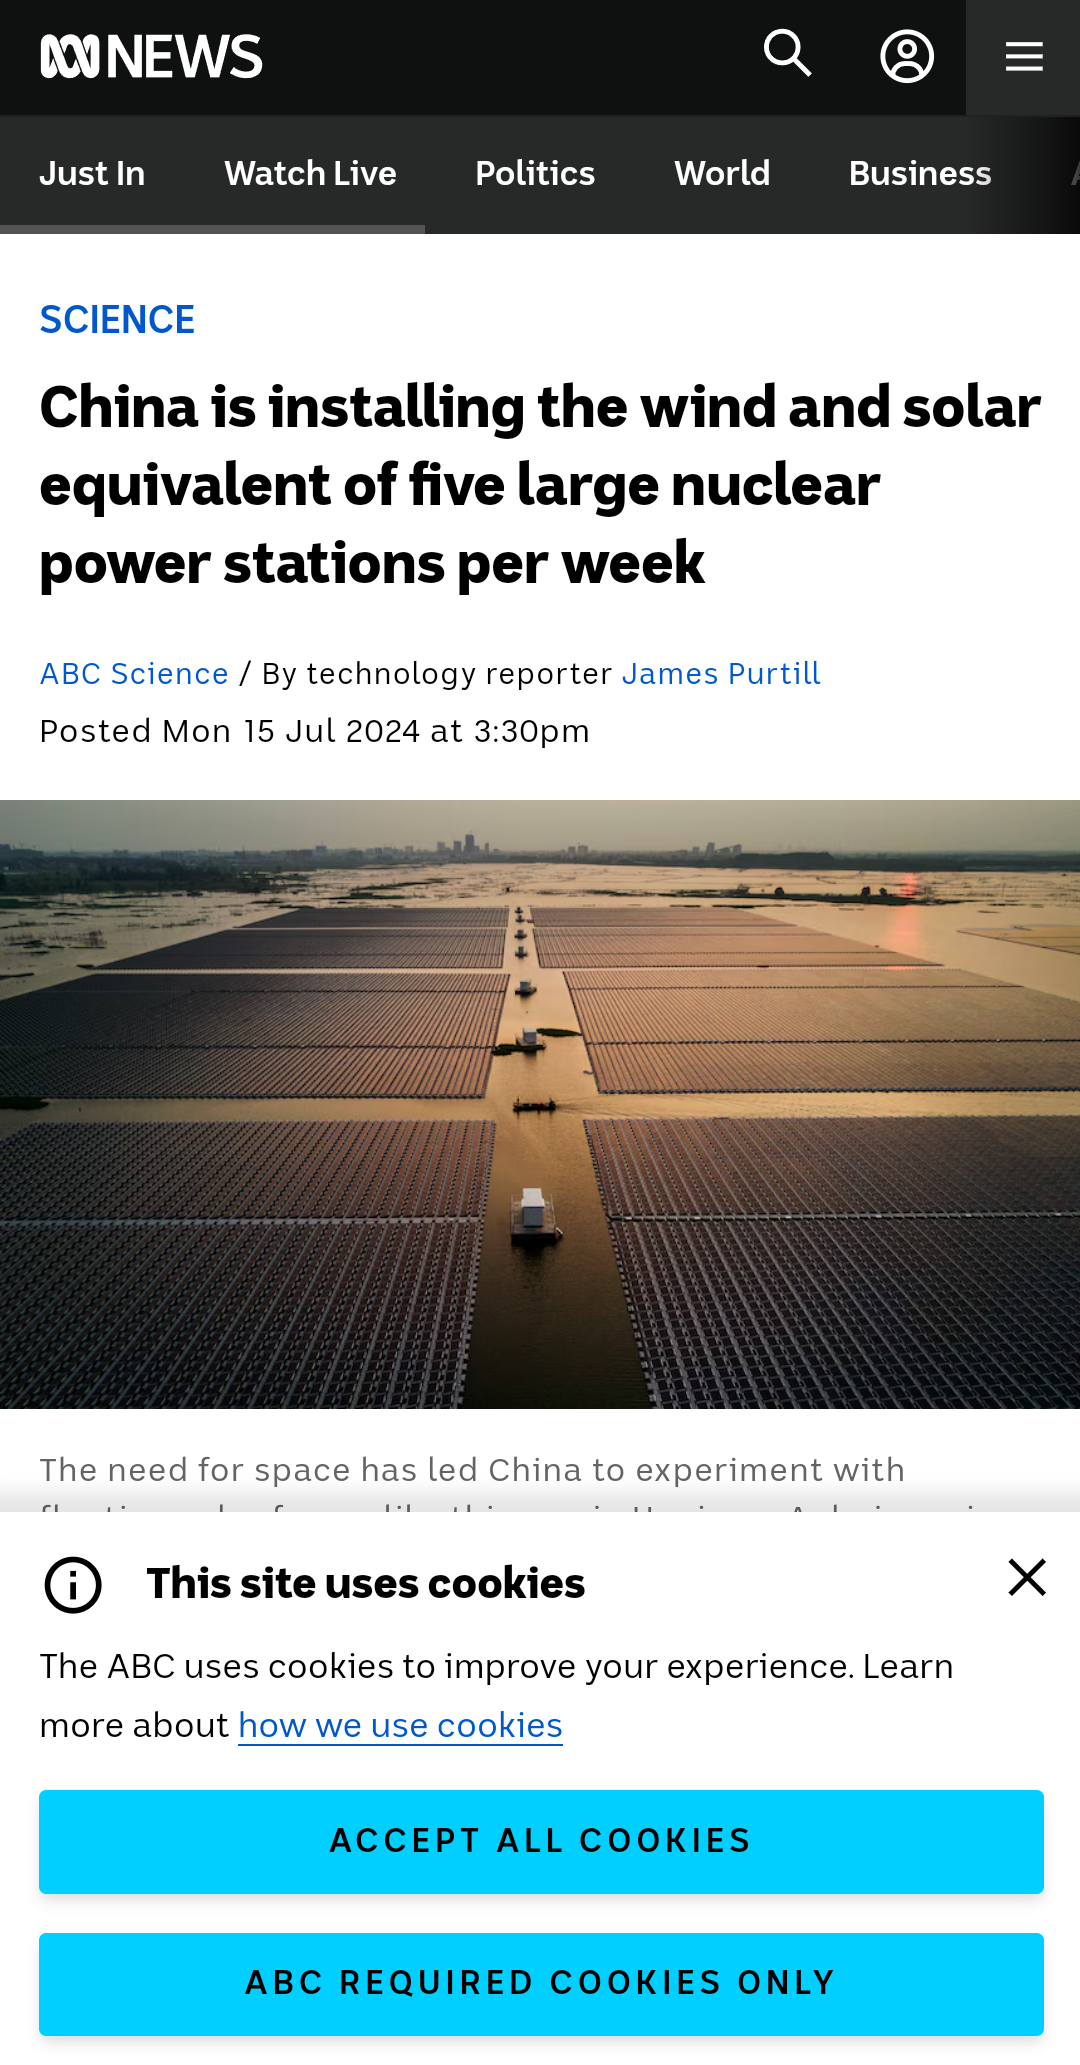 NEWS
Just In Watch Live Politics World Business
SCIENCE
China is installing the wind and solar
equivalent of five large nuclear
power stations per week
ABC Science / By technology reporter James Purtill
Posted Mon 15 Jul 2024 at 3:30pm
The need for space has led China to experiment with
This site uses cookies
The ABC uses cookies to improve your experience. Learn
more about how we use cookies
ACCEPT ALL COOKIES
ABC REQUIRED COOKIES ONLY